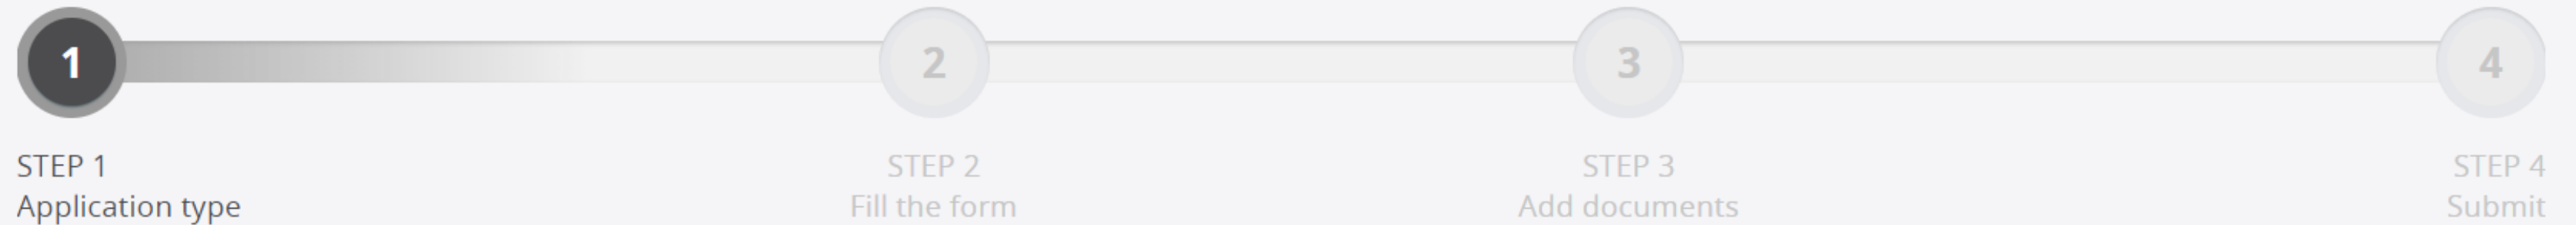 1
2
3
4
STEP 1
Application type
STEP 2
Fill the form
STEP 3
Add documents
STEP 4
Submit